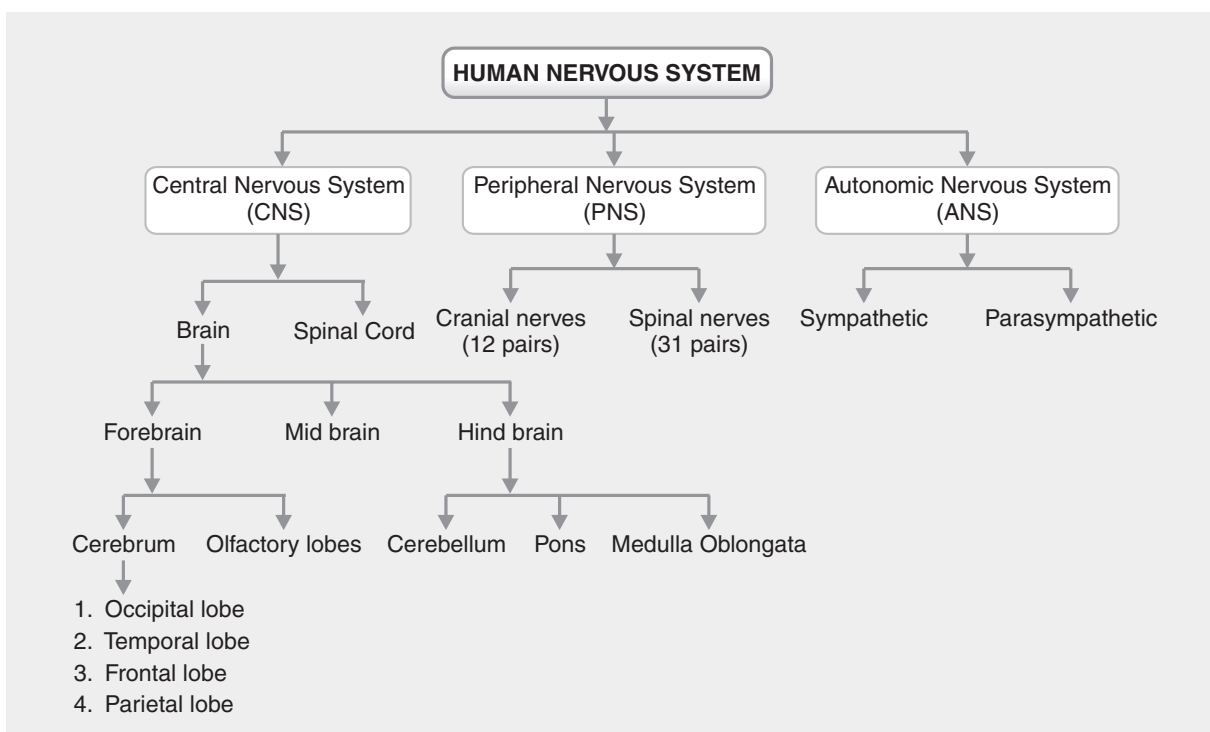 HUMAN NERVOUS SYSTEM
Central Nervous System
(CNS)
Peripheral Nervous System
(PNS)
Autonomic Nervous System
(ANS)
Brain
Spinal Cord
Cranial nerves
(12 pairs)
Spinal nerves
(31 pairs)
Sympathetic
Parasympathetic
Forebrain
Mid brain
Hind brain
Cerebrum
Olfactory lobes
Cerebellum
Pons
Medulla Oblongata
1. Occipital lobe
2. Temporal lobe
3. Frontal lobe
4. Parietal lobe